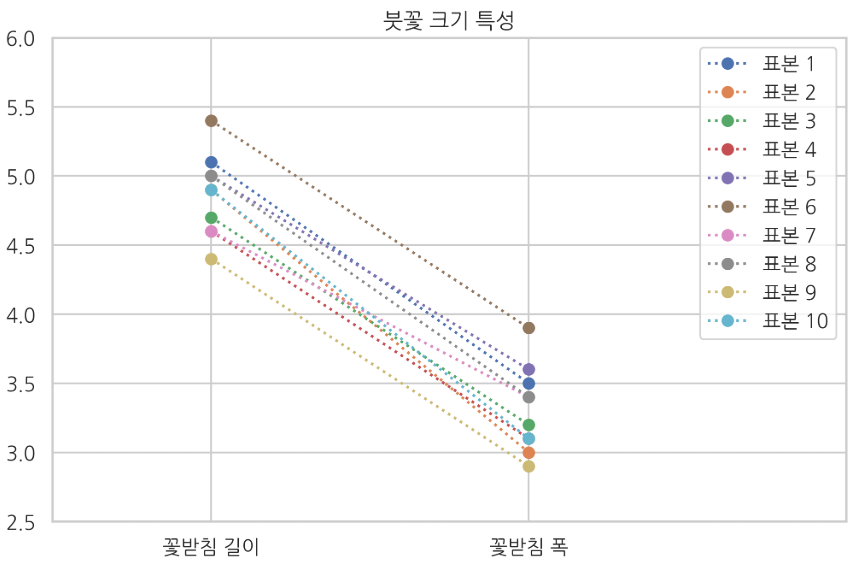 붓꽃 크기 특성
6.0
5.5
5.0
4.5
4.0
3.5
3.0
2.5
표본 1
표본 2
표본 3
표본 4
표본 5
표본 6
표본 7
표본 8
표본 9
표본 10
꽃받침 길이
꽃받침 폭